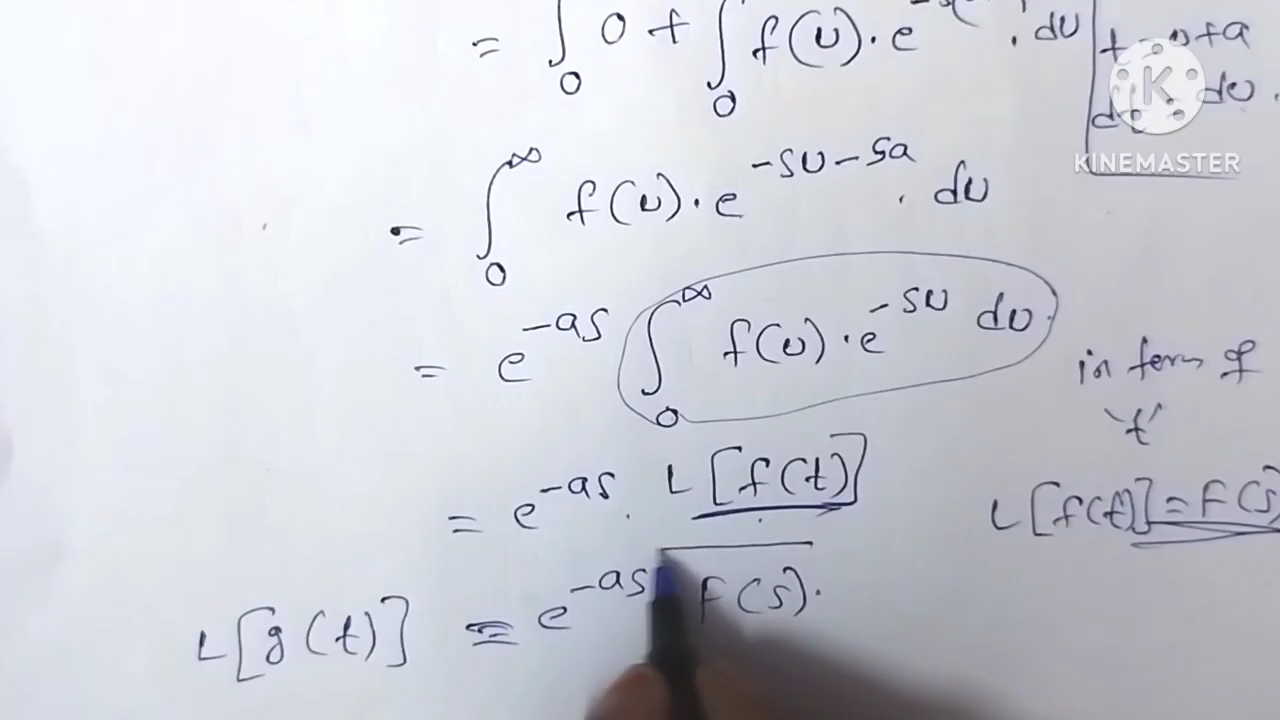 = ∫₀ 0 + ∫₀ f(u)·e^-s( . du
t = u+a
dt = du.
KINEMASTER
= ∫₀^∞ f(u)·e^-su-sa . du
= e^-as ∫₀^∞ f(u)·e^-su du
in term of
't'
= e^-as . L[f(t)]
L[f(t)] = F(s)
L[g(t)] = e^-as F(s).